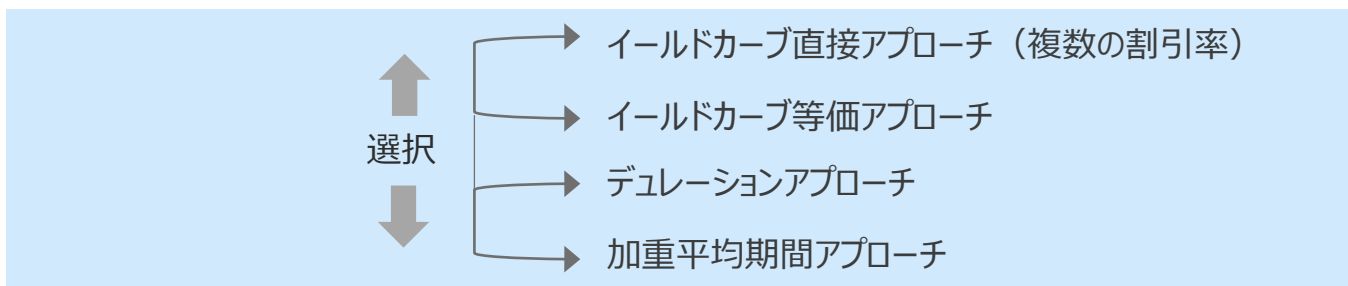 イールドカーブ直接アプローチ（複数の割引率）
イールドカーブ等価アプローチ
選択
デュレーションアプローチ
加重平均期間アプローチ